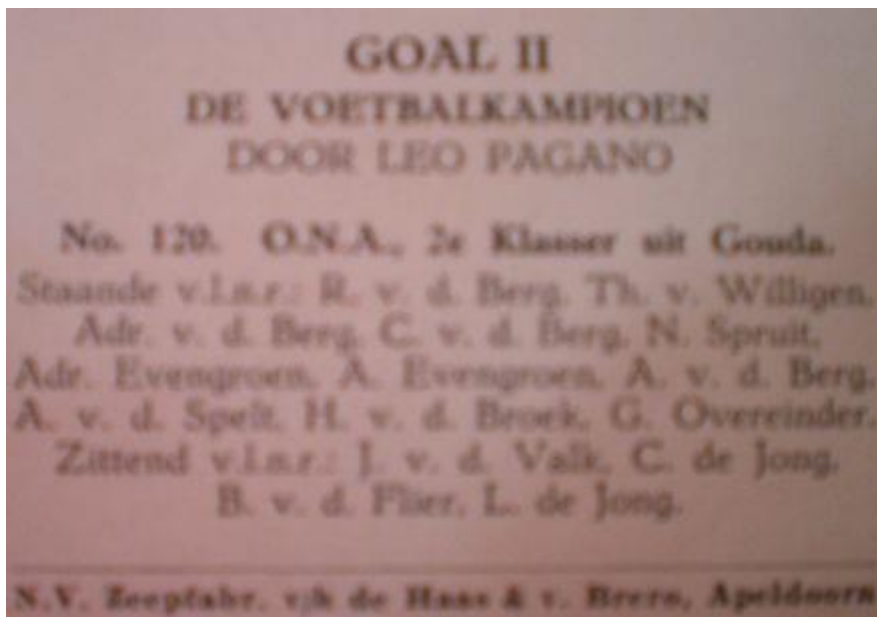 GOAL II
DE VOETBALKAMPIOEN
DOOR LEO PAGANO
No. 120. O.N.A., 2e Klasser uit Gouda.
Staande v.l.n.r.: R. v. d. Berg, Th. v. Willigen,
Adr. v. d. Berg, C. v. d. Berg, N. Spruit,
Adr. Evengroen, A. Evengroen, A. v. d. Berg,
A. v. d. Spelt, H. v. d. Broek, G. Overeinder.
Zittend v.l.n.r.: J. v. d. Valk, C. de Jong,
B. v. d. Flier, L. de Jong.
N.V. Zeepfabr. v/h de Haas & v. Brero, Apeldoorn